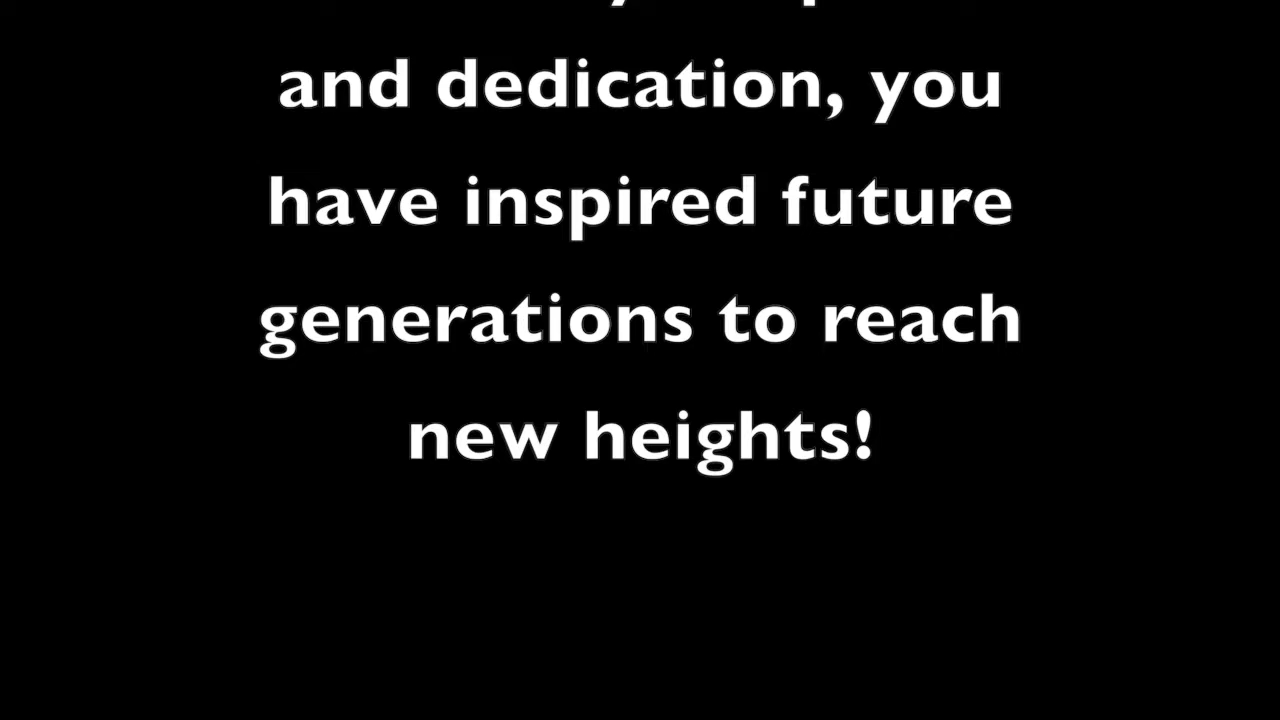 and dedication, you
have inspired future
generations to reach
new heights!